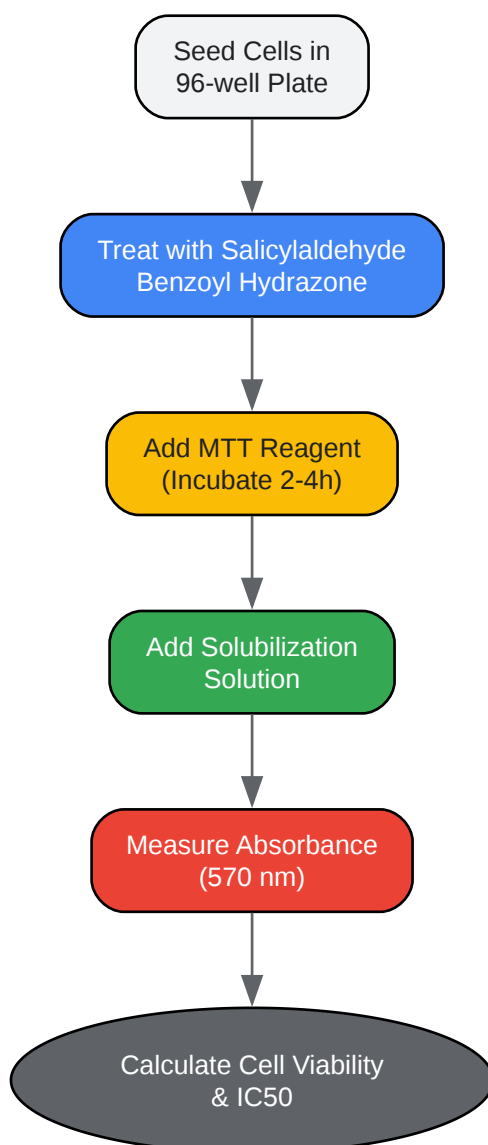 Seed Cells in
96-well Plate
Treat with Salicylaldehyde
Benzoyl Hydrazone
Add MTT Reagent
(Incubate 2-4h)
Add Solubilization
Solution
Measure Absorbance
(570 nm)
Calculate Cell Viability
& IC50